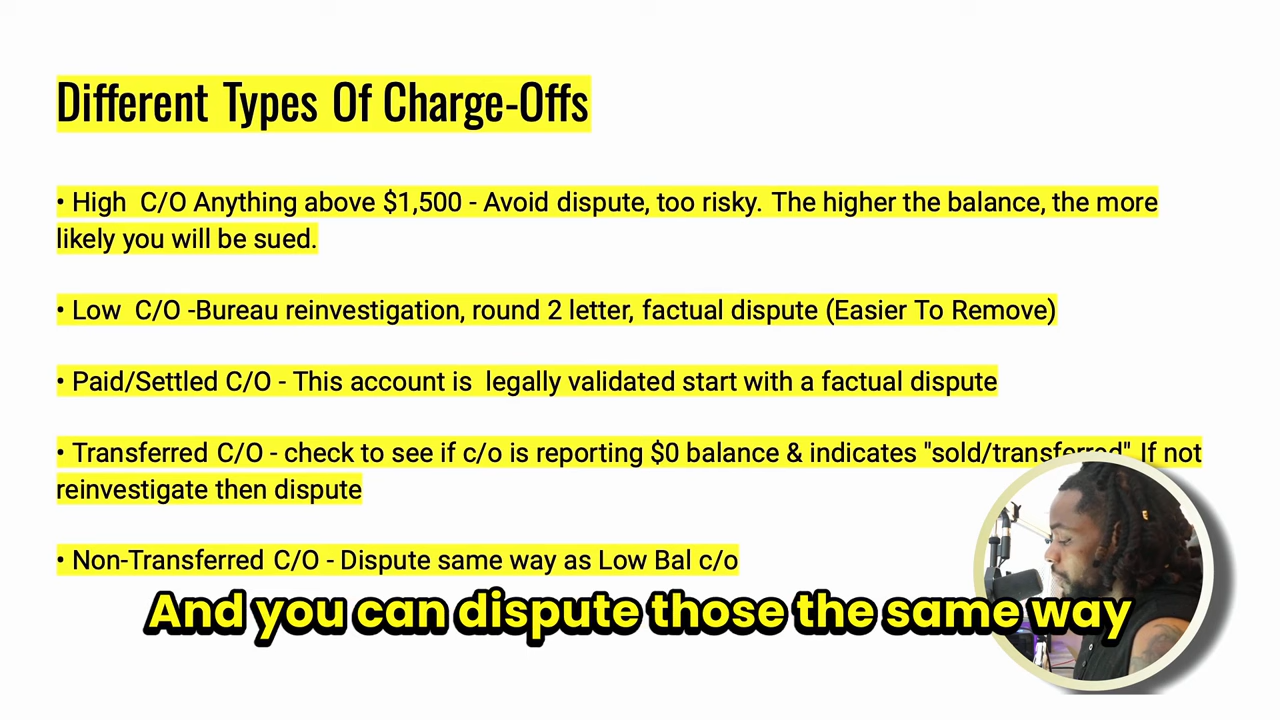 Different Types Of Charge-Offs
• High C/O Anything above $1,500 - Avoid dispute, too risky. The higher the balance, the more
likely you will be sued.
• Low C/O -Bureau reinvestigation, round 2 letter, factual dispute (Easier To Remove)
• Paid/Settled C/O - This account is legally validated start with a factual dispute
• Transferred C/O - check to see if c/o is reporting $0 balance & indicates "sold/transferred" If not
reinvestigate then dispute
• Non-Transferred C/O - Dispute same way as Low Bal c/o
And you can dispute those the same way